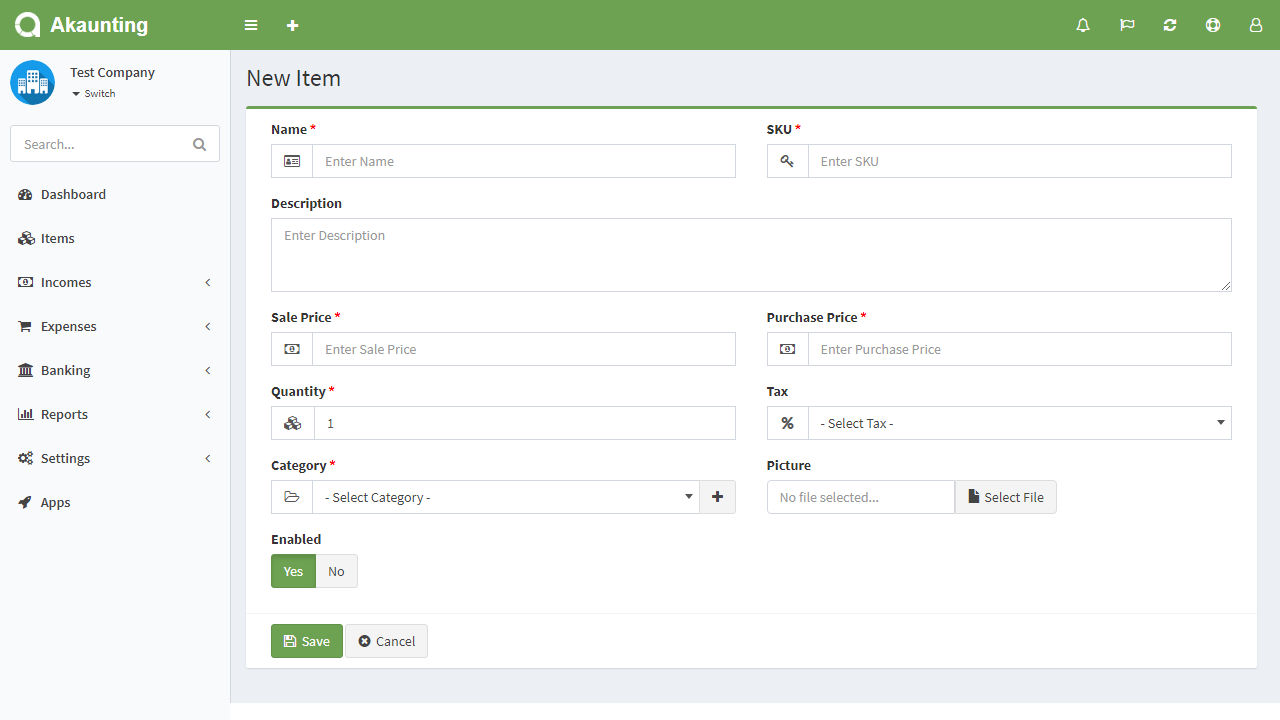 Akaunting
Test Company
Switch
Search...
Dashboard
Items
Incomes
Expenses
Banking
Reports
Settings
Apps
New Item
Name *
SKU *
Enter Name
Enter SKU
Description
Enter Description
Sale Price *
Purchase Price *
Enter Sale Price
Enter Purchase Price
Quantity *
Tax
1
- Select Tax -
Category *
Picture
- Select Category -
No file selected...
Select File
Enabled
Yes
No
Save
Cancel